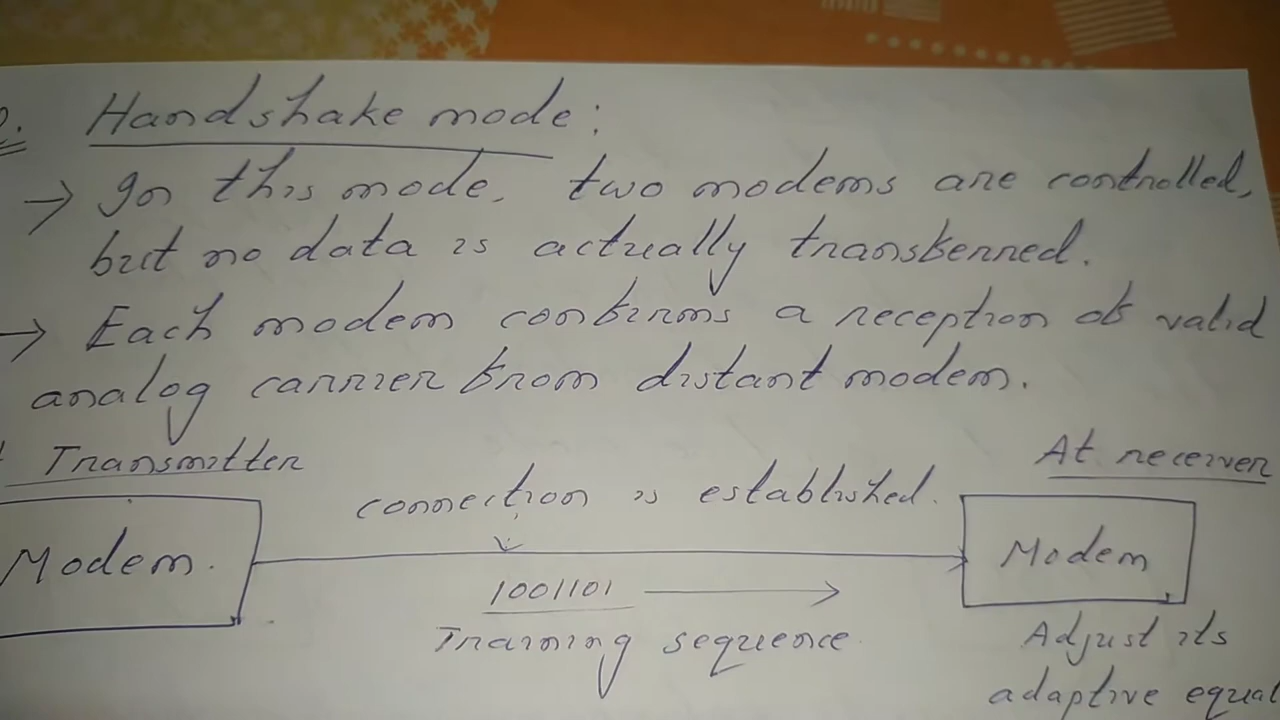 Handshake mode:
→ In this mode, two modems are controlled,
but no data is actually transferred.
→ Each modem confirms a reception of valid
analog carrier from distant modem.
Transmitter
At receiver
connection is established.
Modem.
Modem
1001101 →
Training sequence
Adjust its
adaptive equal